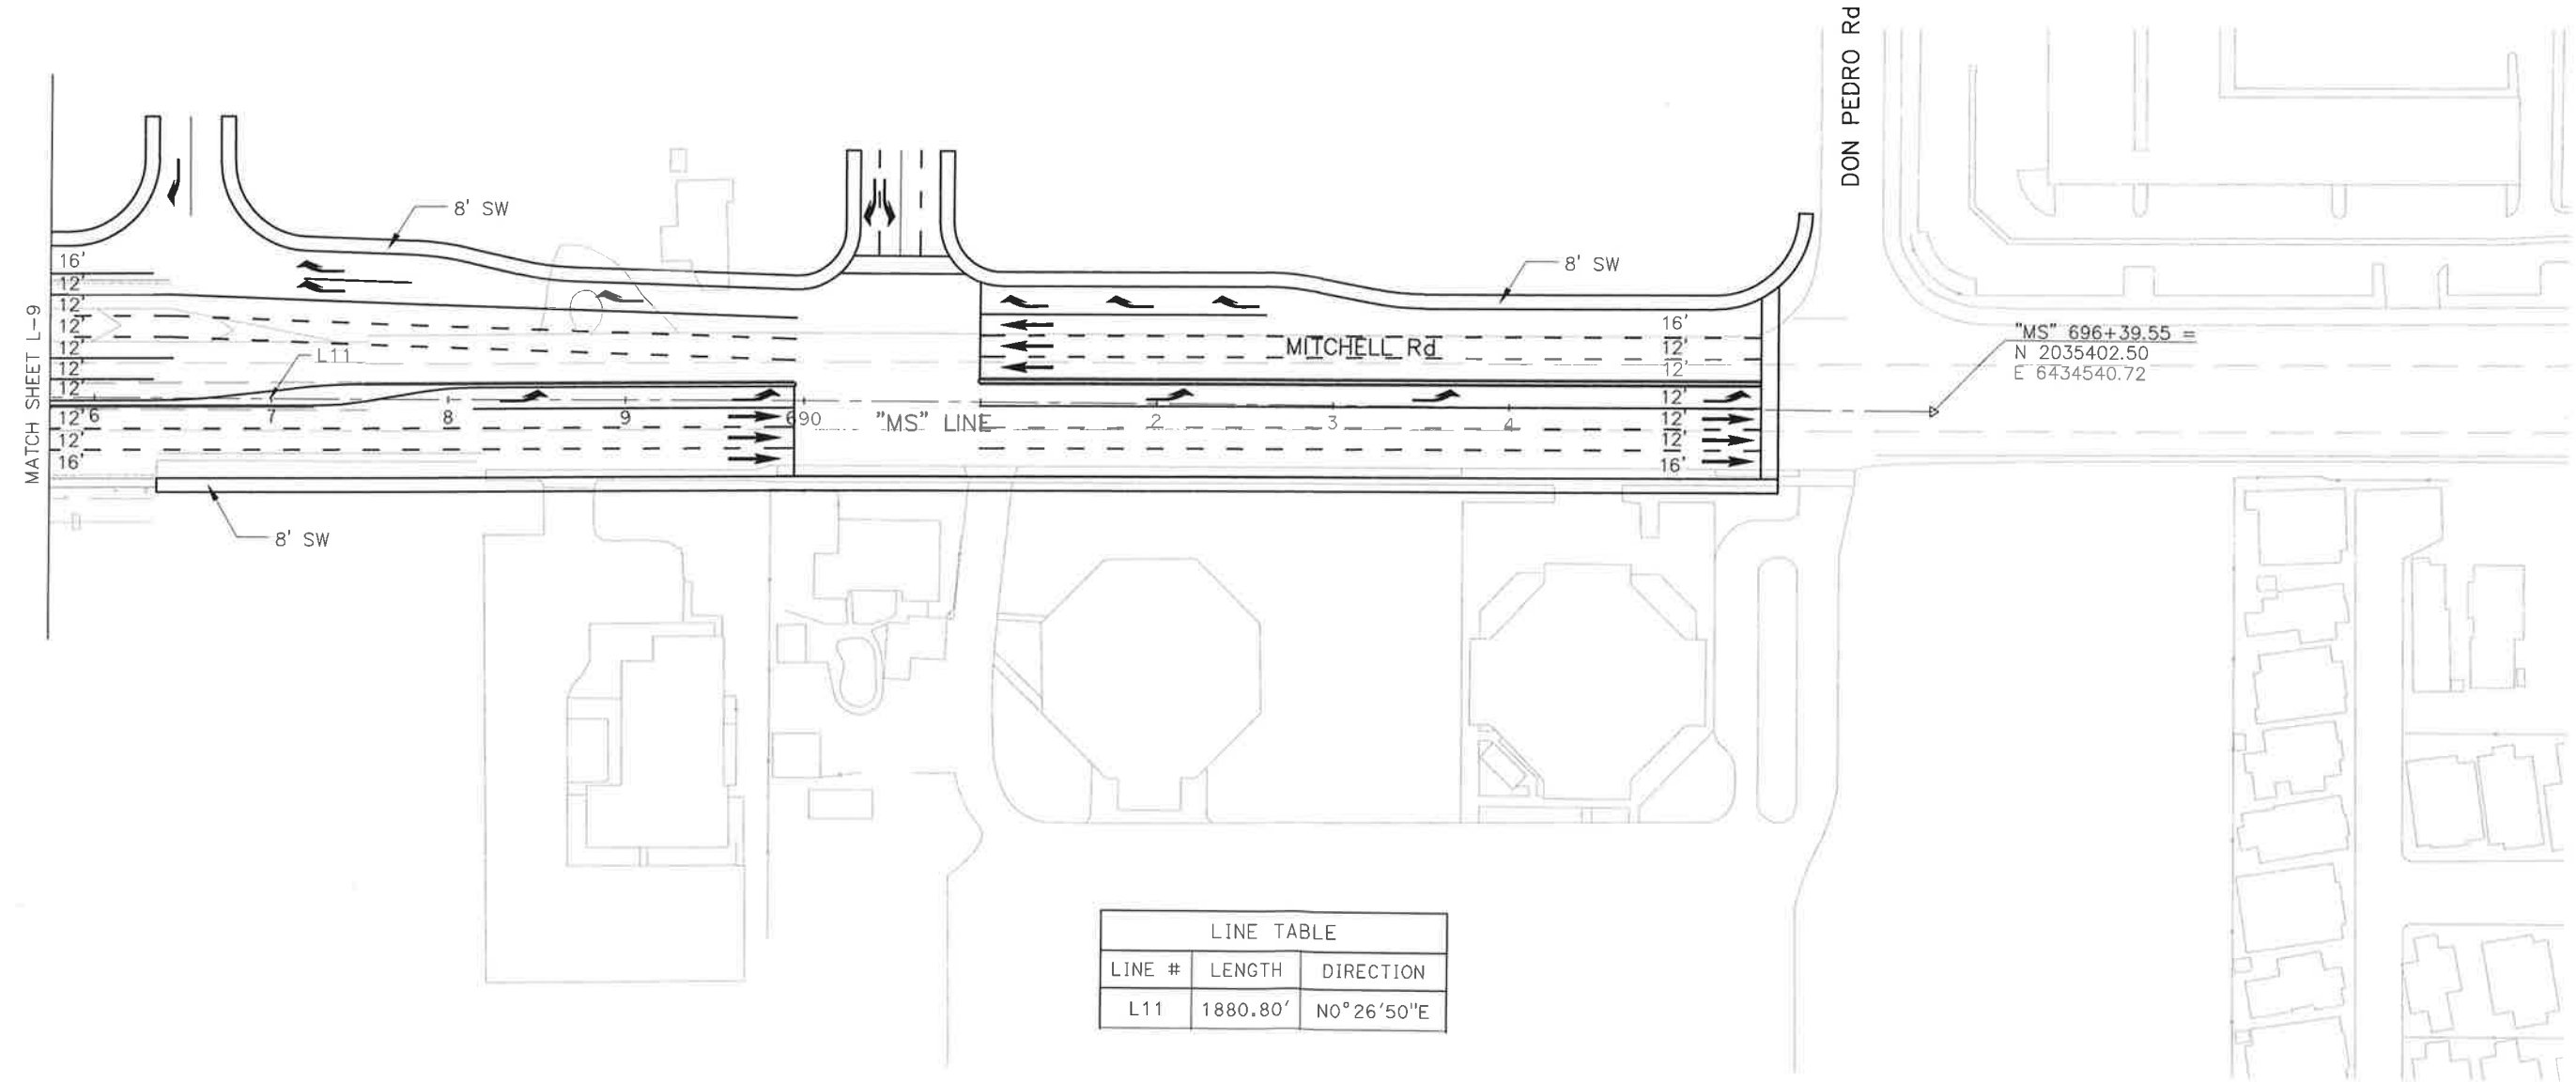 DON PEDRO Rd
8' SW
8' SW
16'
12'
12'
12'
12'
12'
12'
12'
12'
16'
MATCH SHEET L-9
L11
MITCHELL Rd
16'
12'
12'
12'
12'
12'
16'
"MS" 696+39.55 =
N 2035402.50
E 6434540.72
6 7 8 9 690 "MS" LINE 2 3 4
8' SW
LINE TABLE
LINE # LENGTH DIRECTION
L11 1880.80' N0°26'50"E